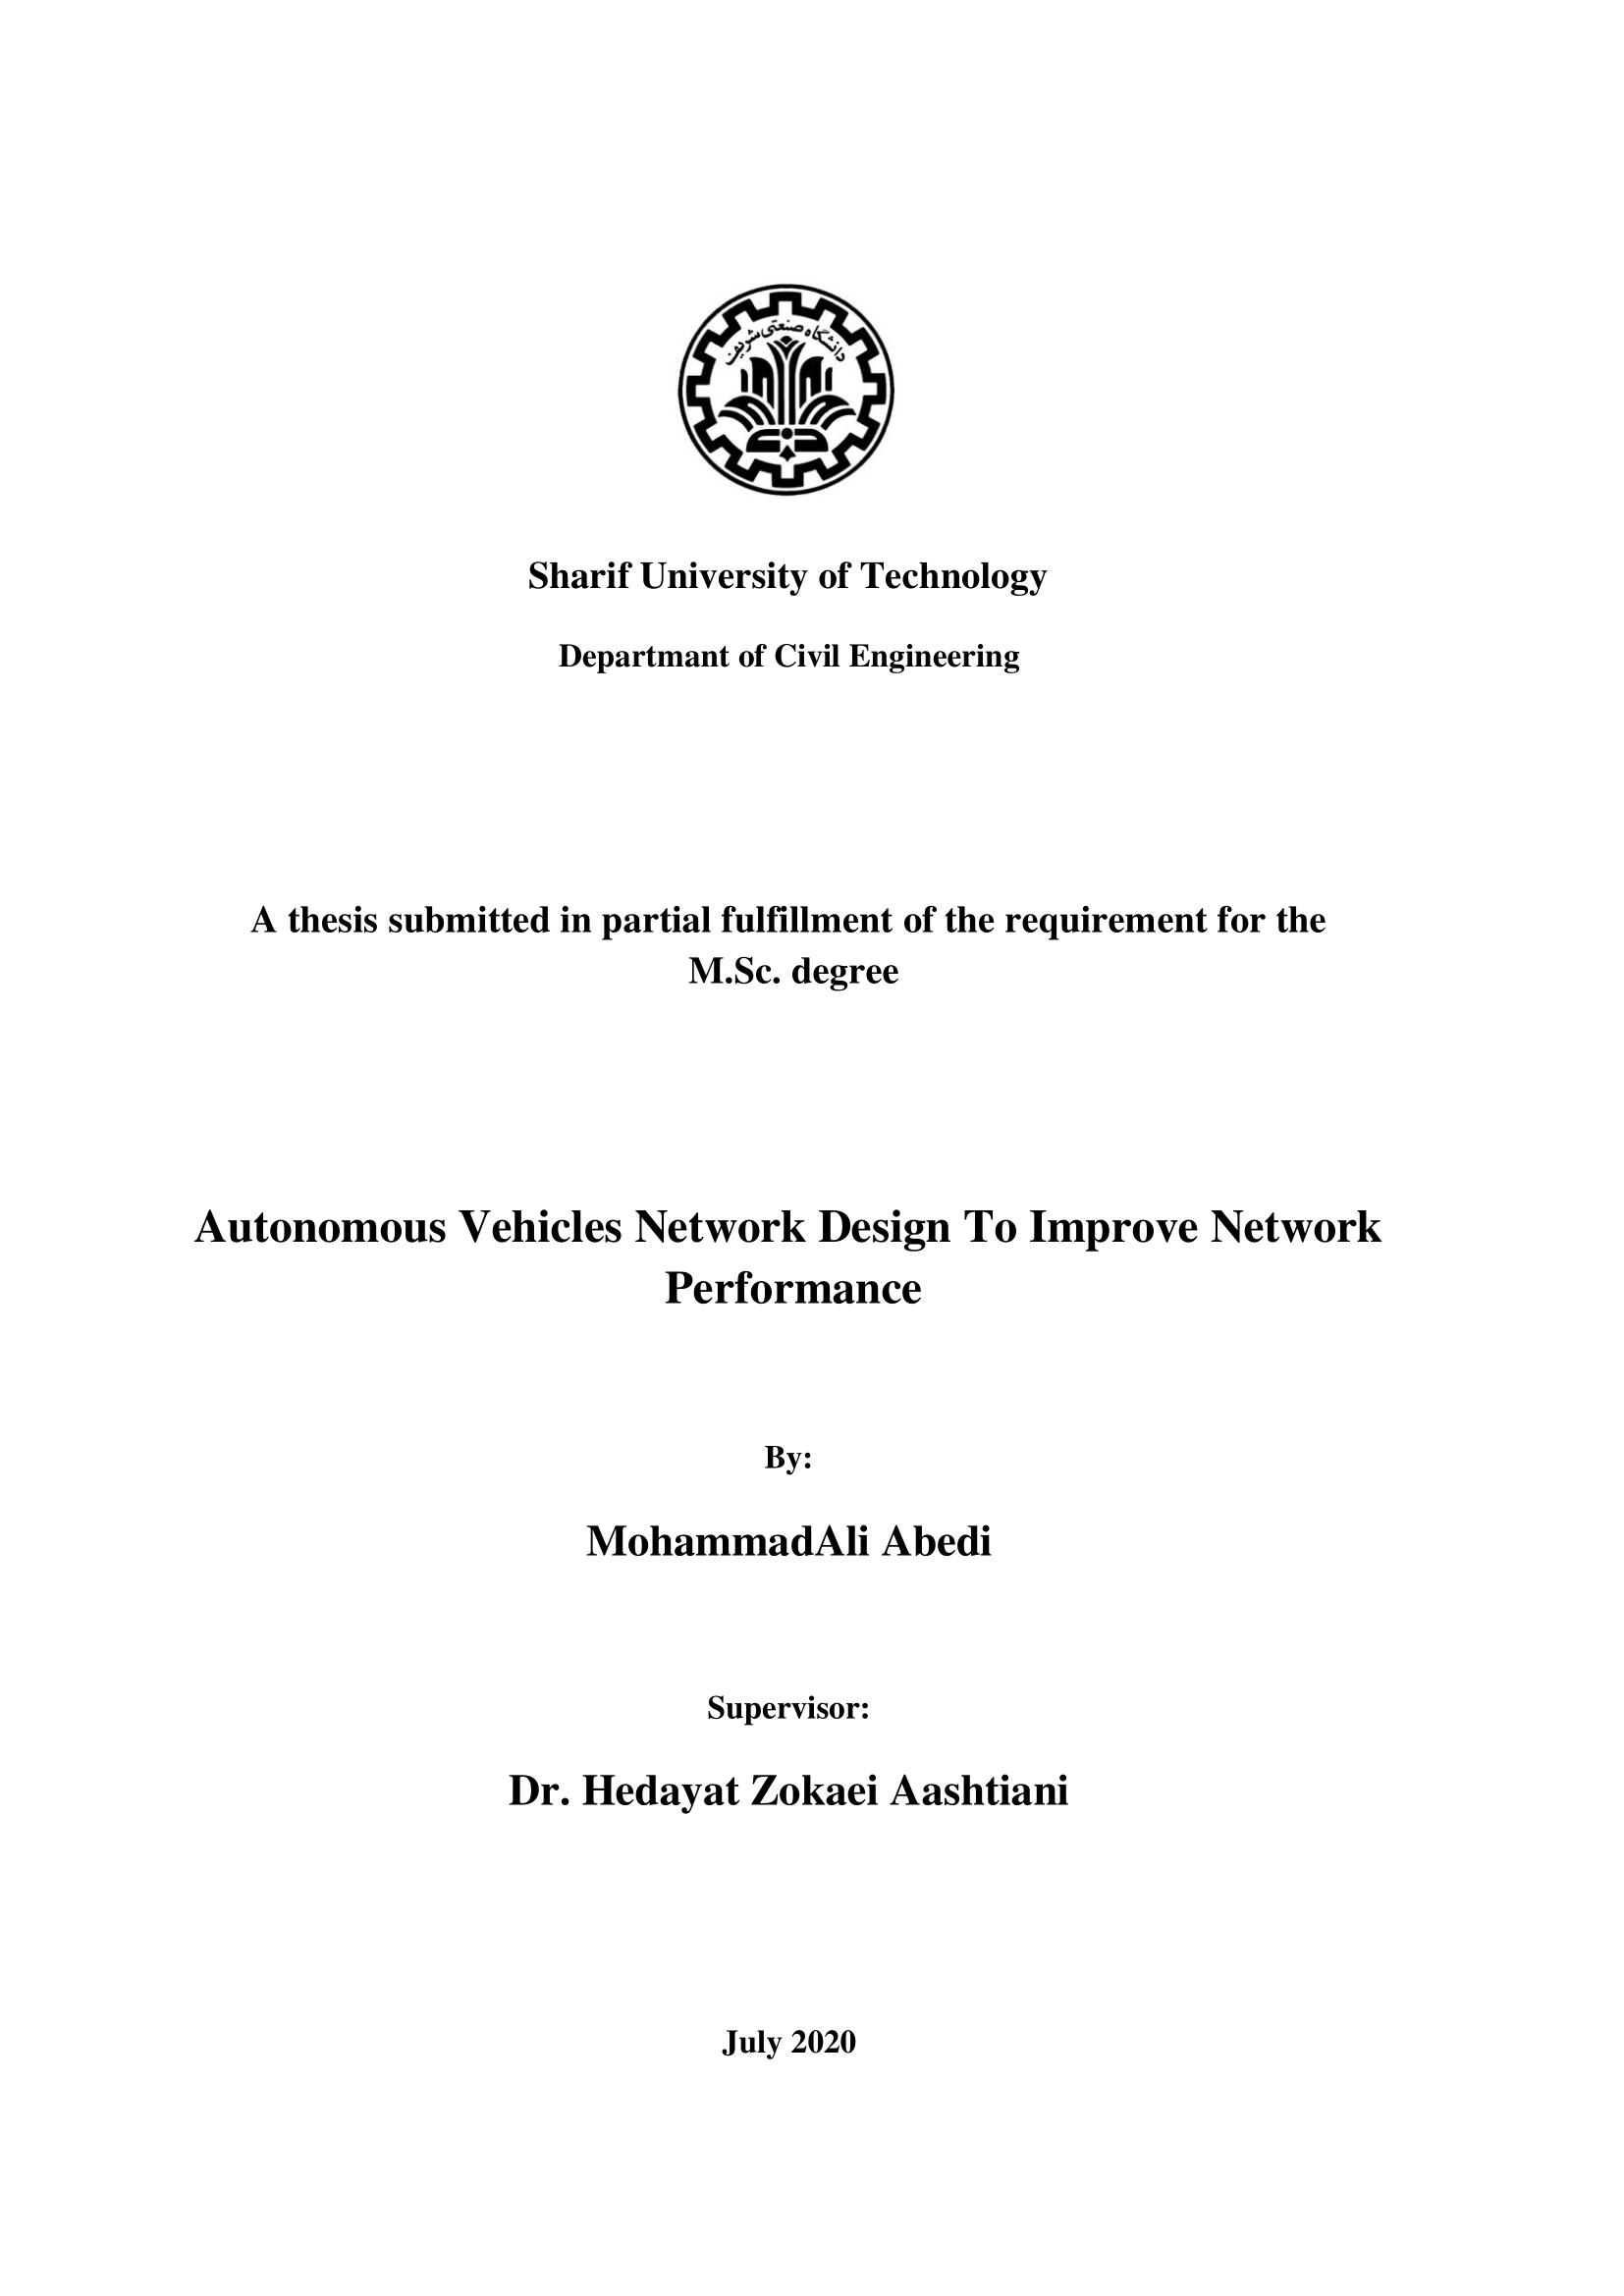 دانشگاه صنعتی شریف
Sharif University of Technology
Departmant of Civil Engineering
A thesis submitted in partial fulfillment of the requirement for the
M.Sc. degree
Autonomous Vehicles Network Design To Improve Network
Performance
By:
MohammadAli Abedi
Supervisor:
Dr. Hedayat Zokaei Aashtiani
July 2020